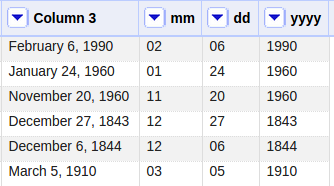 Column 3 mm dd yyyy
February 6, 1990 02 06 1990
January 24, 1960 01 24 1960
November 20, 1960 11 20 1960
December 27, 1843 12 27 1843
December 6, 1844 12 06 1844
March 5, 1910 03 05 1910